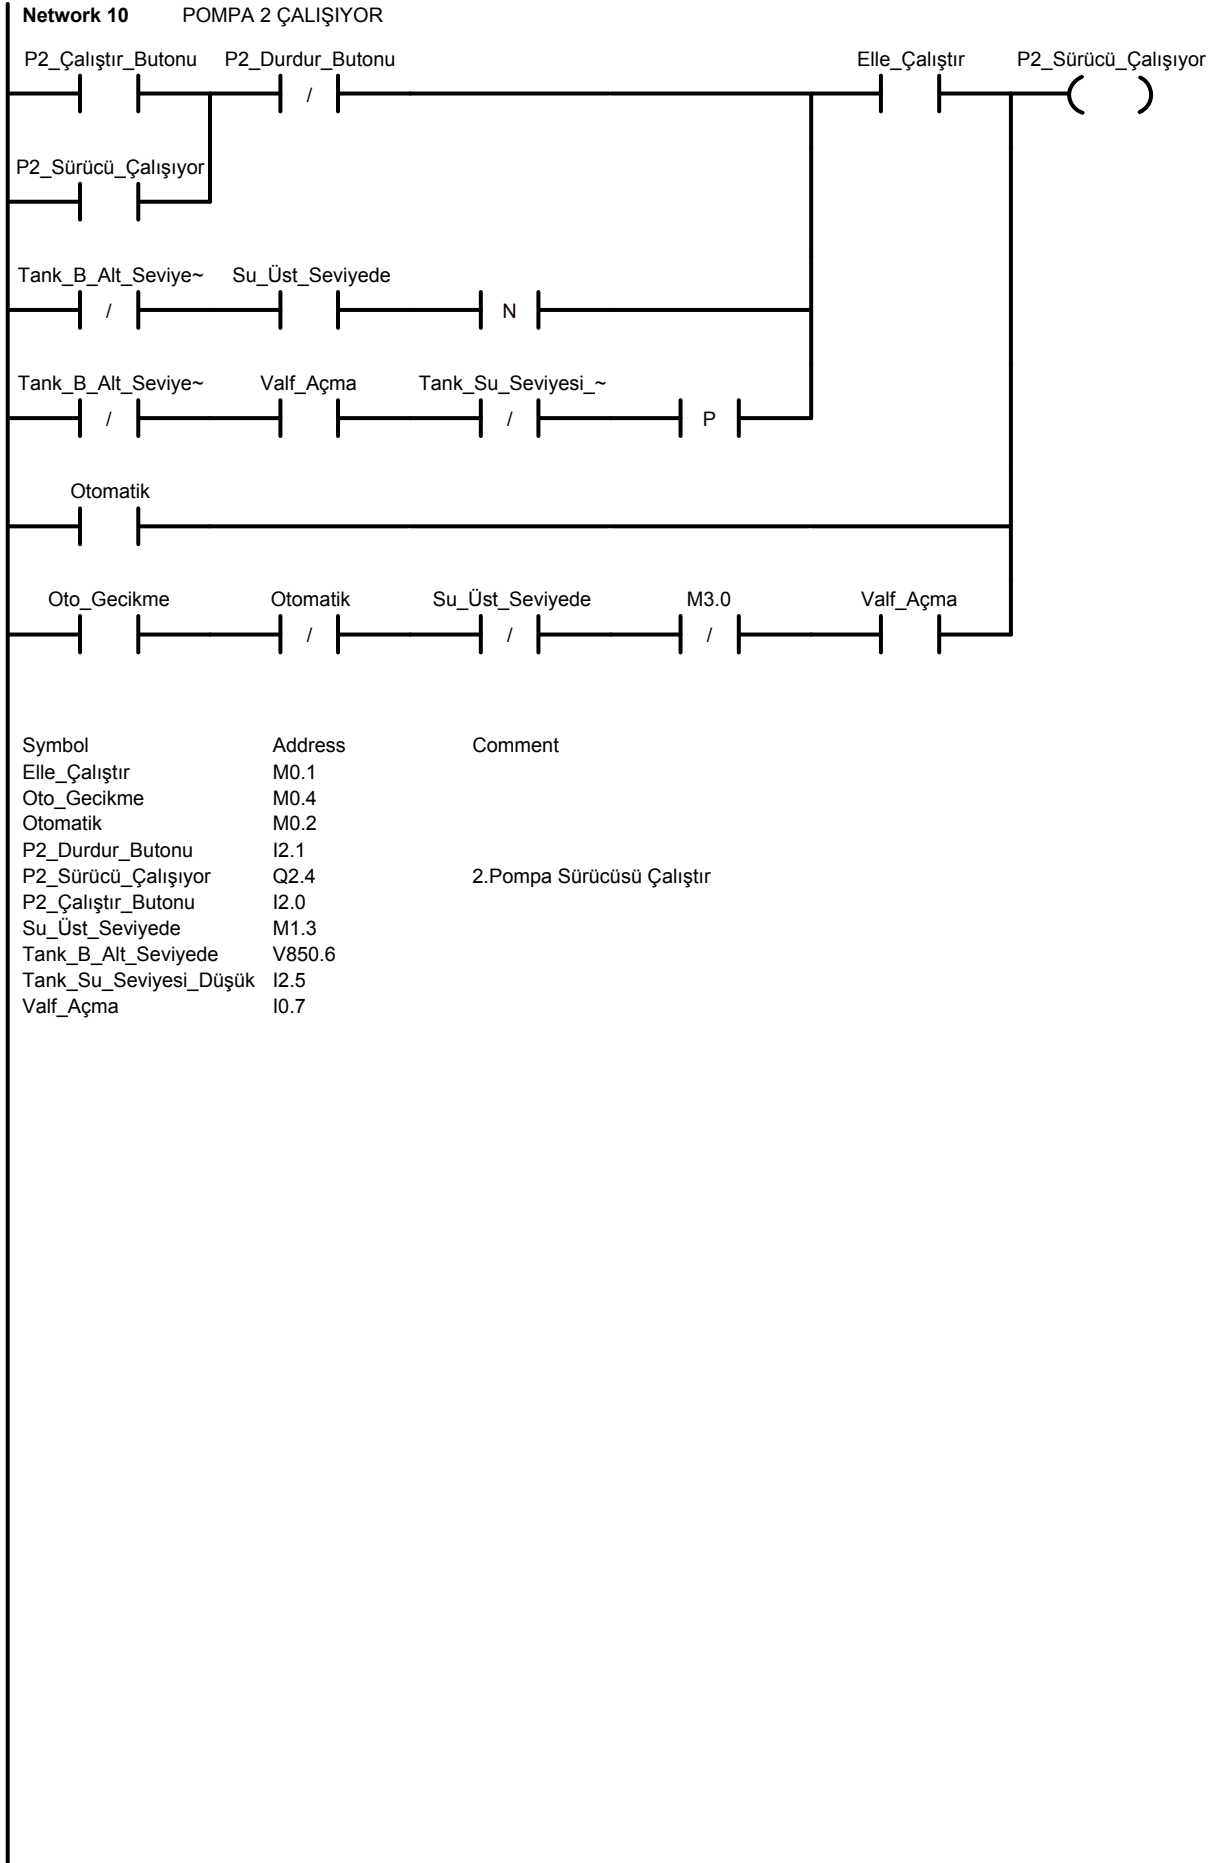 Network 10 POMPA 2 ÇALIŞIYOR
P2_Çalıştır_Butonu P2_Durdur_Butonu Elle_Çalıştır P2_Sürücü_Çalışıyor
/
P2_Sürücü_Çalışıyor
Tank_B_Alt_Seviye~ Su_Üst_Seviyede
/ N
Tank_B_Alt_Seviye~ Valf_Açma Tank_Su_Seviyesi_~
/ / P
Otomatik
Oto_Gecikme Otomatik Su_Üst_Seviyede M3.0 Valf_Açma
/ / /
Symbol Address Comment
Elle_Çalıştır M0.1
Oto_Gecikme M0.4
Otomatik M0.2
P2_Durdur_Butonu I2.1
P2_Sürücü_Çalışıyor Q2.4 2.Pompa Sürücüsü Çalıştır
P2_Çalıştır_Butonu I2.0
Su_Üst_Seviyede M1.3
Tank_B_Alt_Seviyede V850.6
Tank_Su_Seviyesi_Düşük I2.5
Valf_Açma I0.7